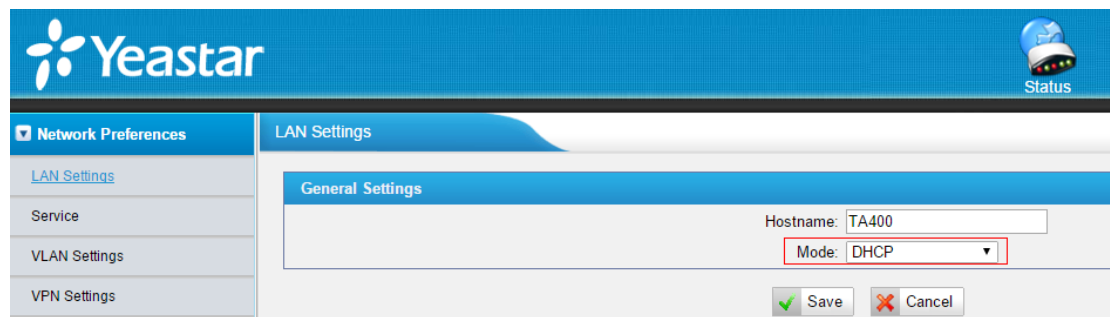 Yeastar
Status
Network Preferences
LAN Settings
LAN Settings
Service
VLAN Settings
VPN Settings
General Settings
Hostname: TA400
Mode: DHCP
Save Cancel